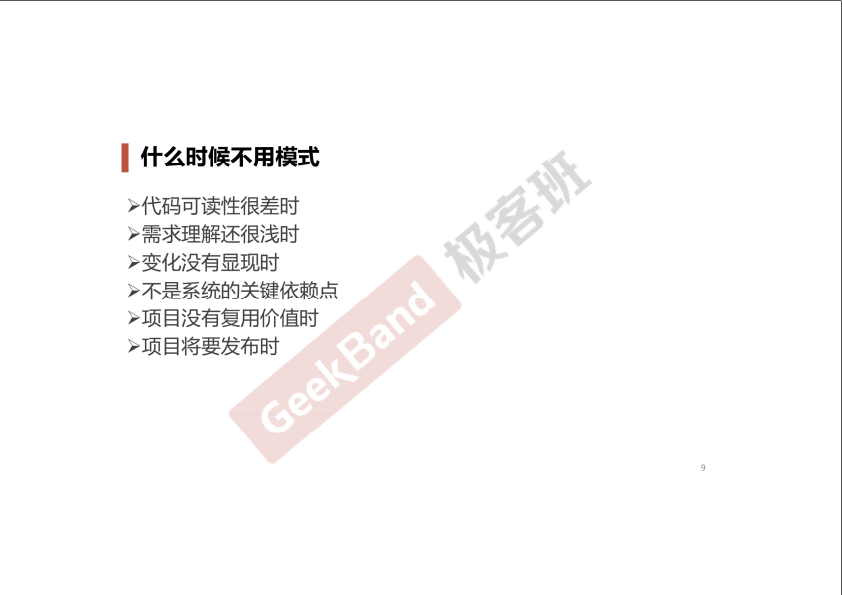 什么时候不用模式
➢代码可读性很差时
➢需求理解还很浅时
➢变化没有显现时
➢不是系统的关键依赖点
➢项目没有复用价值时
➢项目将要发布时
GeekBand 极客班
9